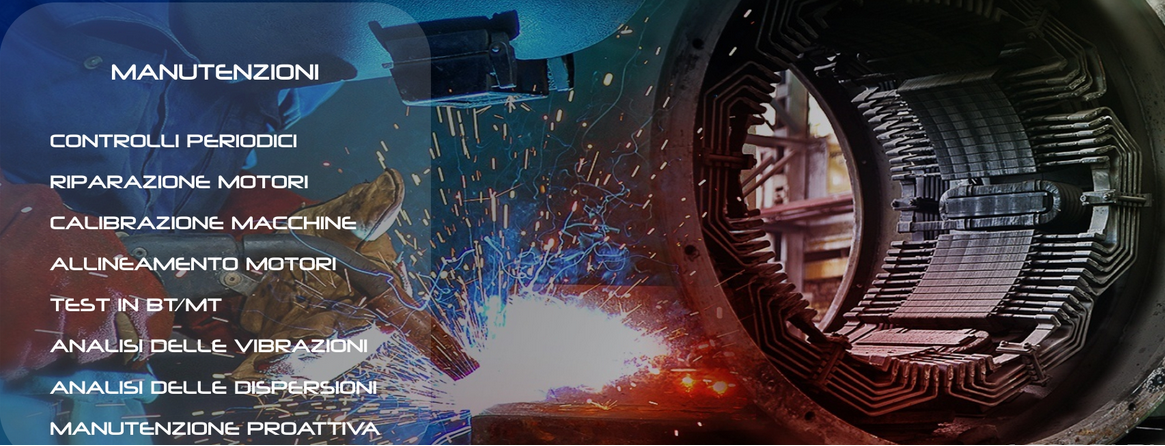 MANUTENZIONI
CONTROLLI PERIODICI
RIPARAZIONE MOTORI
CALIBRAZIONE MACCHINE
ALLINEAMENTO MOTORI
TEST IN BT/MT
ANALISI DELLE VIBRAZIONI
ANALISI DELLE DISPERSIONI
MANUTENZIONE PROATTIVA